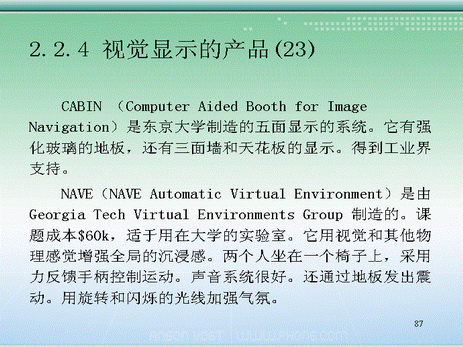 2.2.4 视觉显示的产品(23)
CABIN （Computer Aided Booth for Image
Navigation）是东京大学制造的五面显示的系统。它有强
化玻璃的地板，还有三面墙和天花板的显示。得到工业界
支持。
NAVE（NAVE Automatic Virtual Environment）是由
Georgia Tech Virtual Environments Group 制造的。课
题成本$60k，适于用在大学的实验室。它用视觉和其他物
理感觉增强全局的沉浸感。两个人坐在一个椅子上，采用
力反馈手柄控制运动。声音系统很好。还通过地板发出震
动。用旋转和闪烁的光线加强气氛。
87